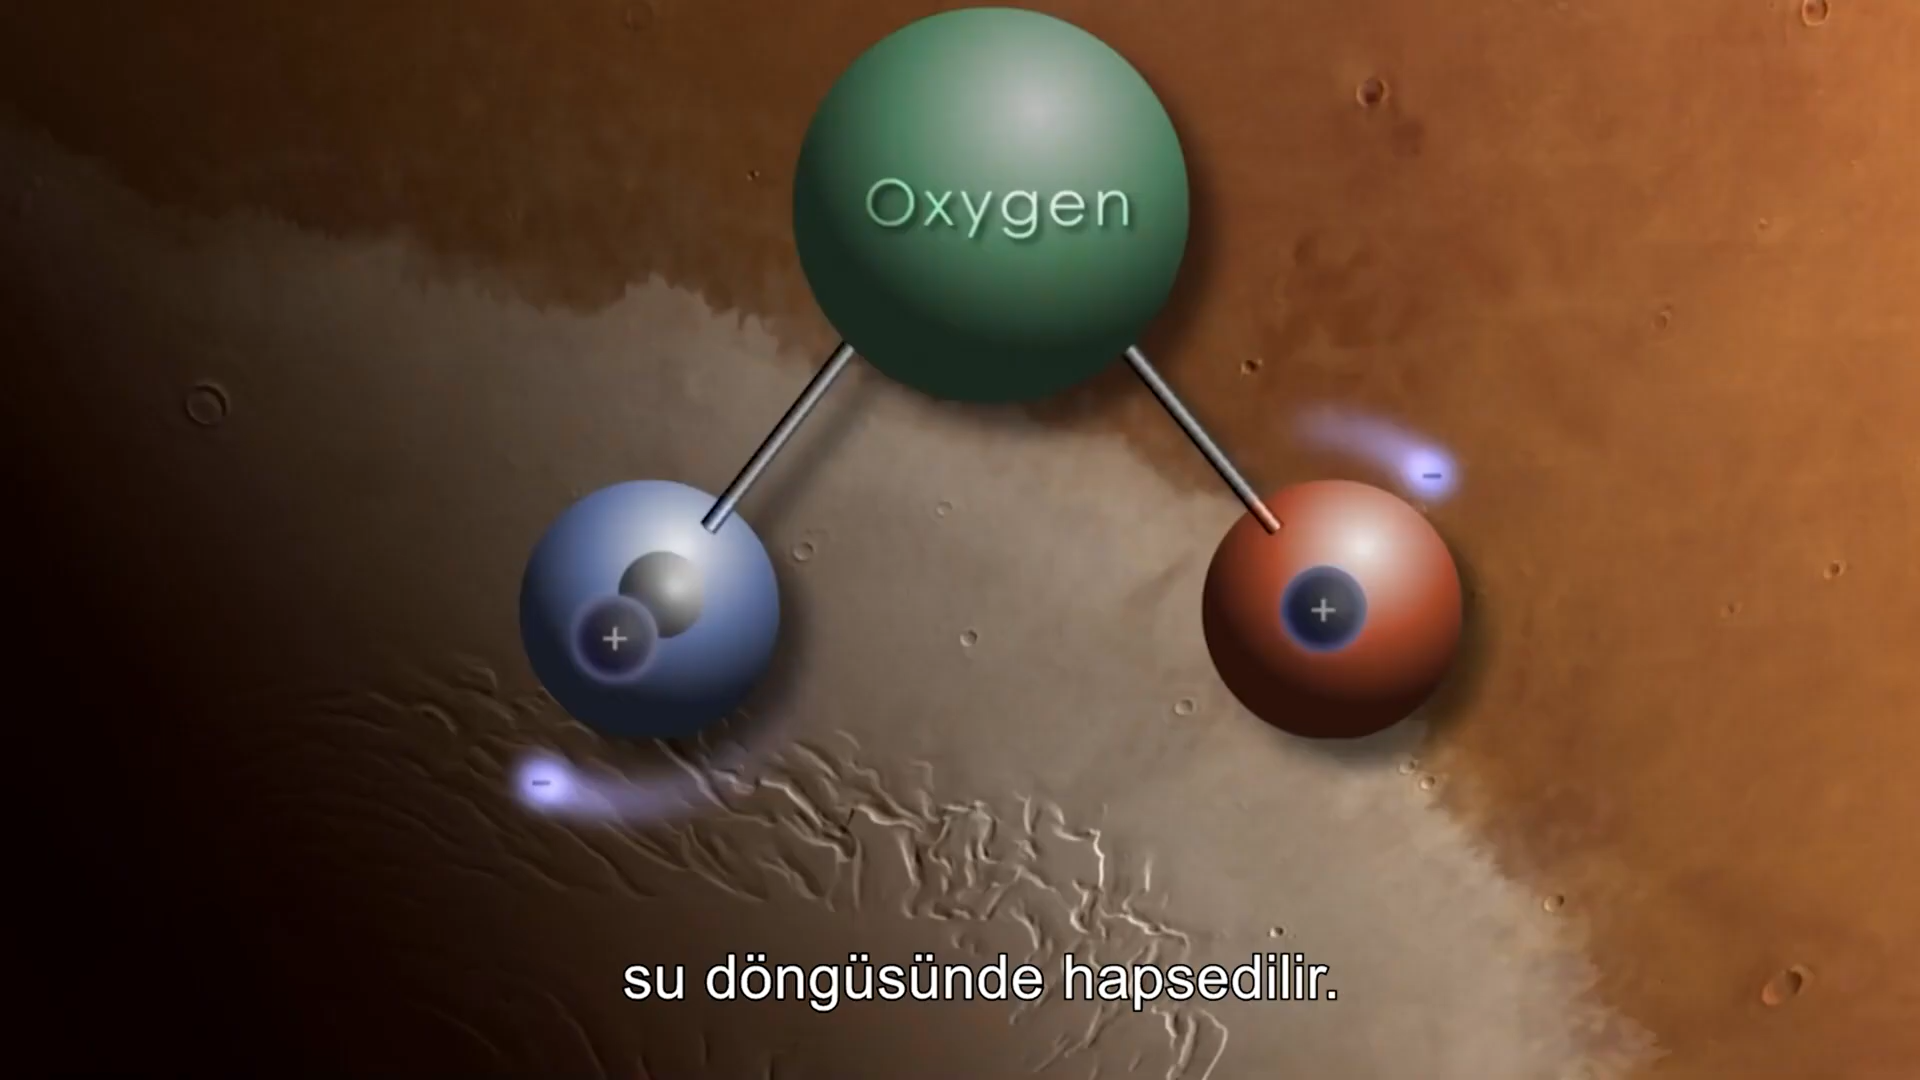 Oxygen
-
+
+
-
su döngüsünde hapsedilir.